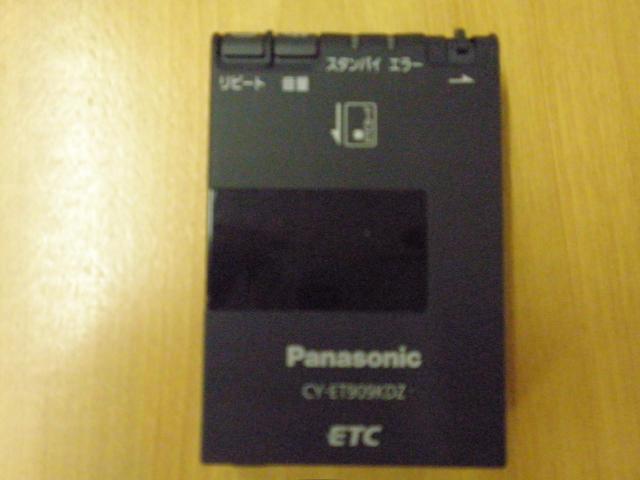 スタンバイ エラー
リピート 音量
Panasonic
CY-ET909KDZ
ETC